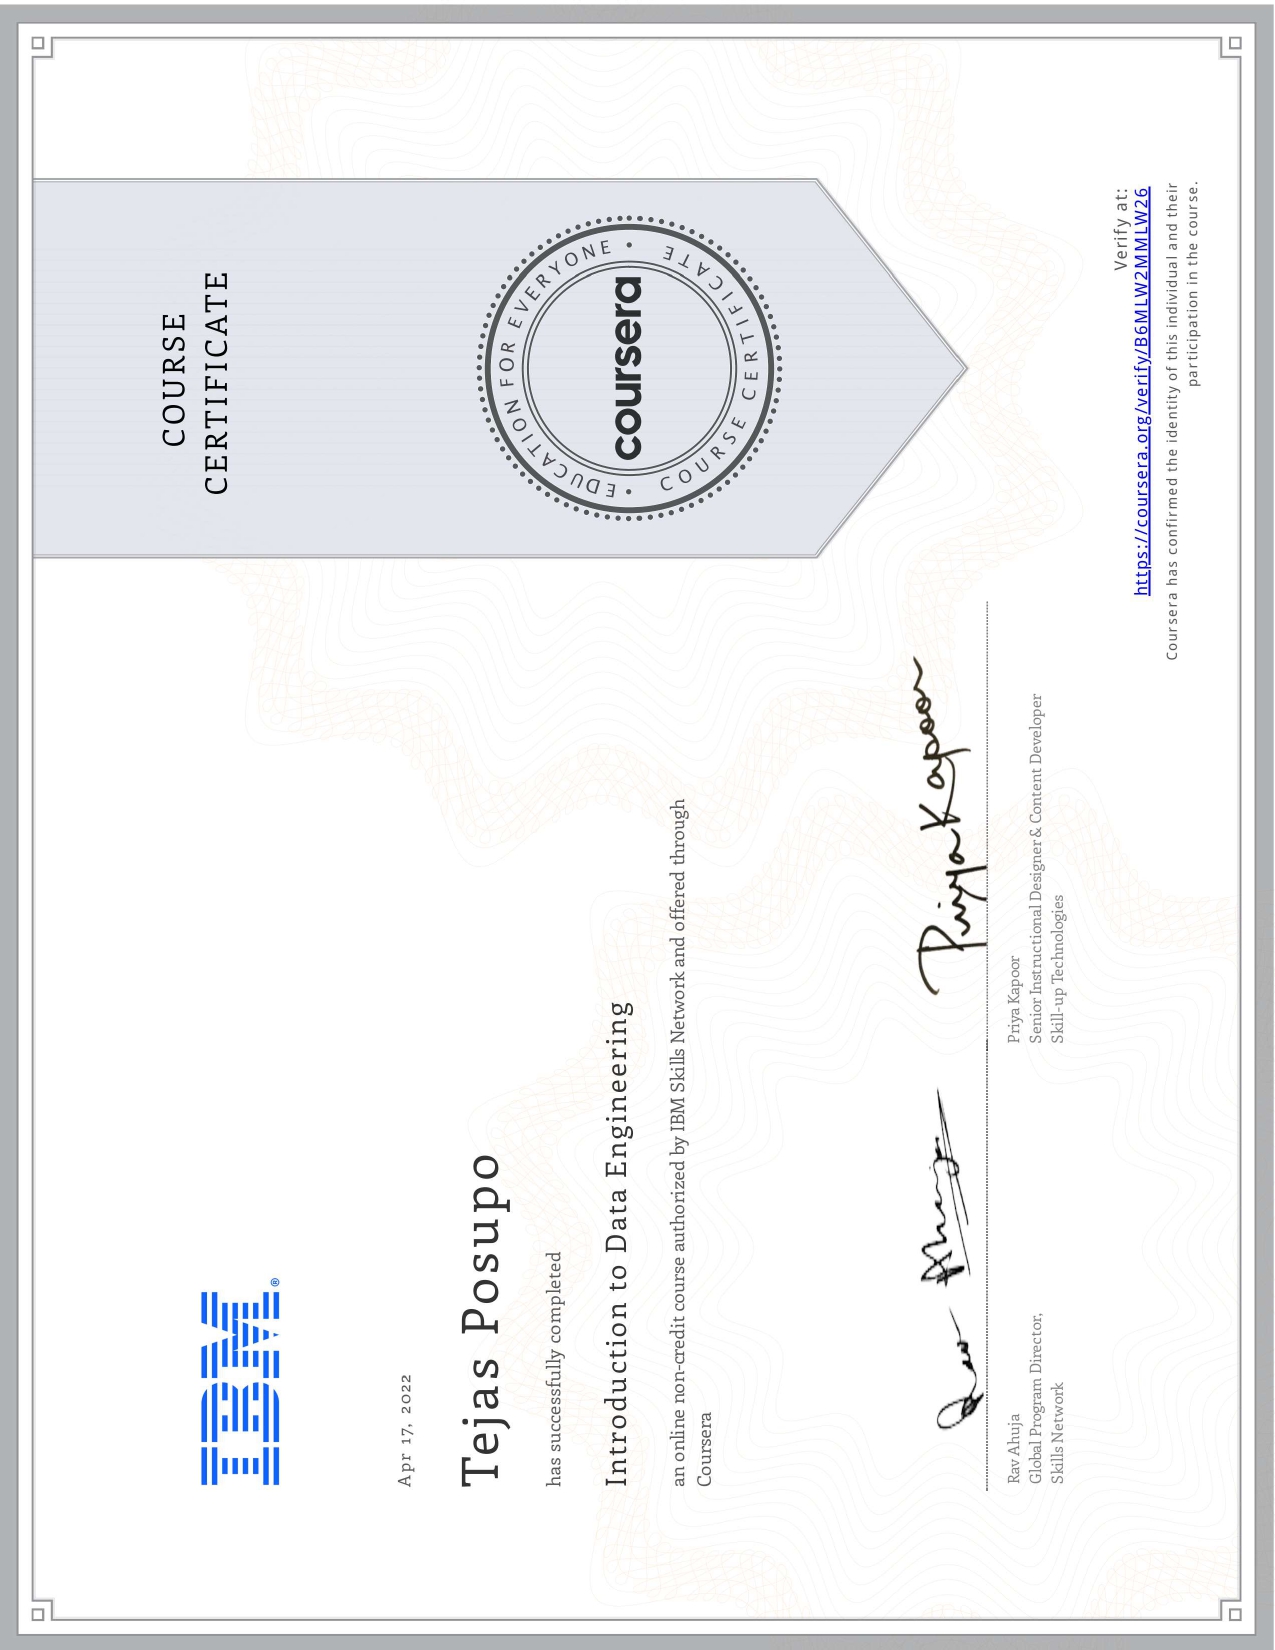 IBM®
COURSE
CERTIFICATE
Apr 17, 2022
Tejas Posupo
has successfully completed
Introduction to Data Engineering
an online non-credit course authorized by IBM Skills Network and offered through
Coursera
EDUCATION FOR EVERYONE
coursera
COURSE CERTIFICATE
Rav Ahuja
Priya Kapoor
Rav Ahuja
Global Program Director,
Skills Network
Priya Kapoor
Senior Instructional Designer & Content Developer
Skill-up Technologies
Verify at:
https://coursera.org/verify/B6MLW2MMLW26
Coursera has confirmed the identity of this individual and their
participation in the course.